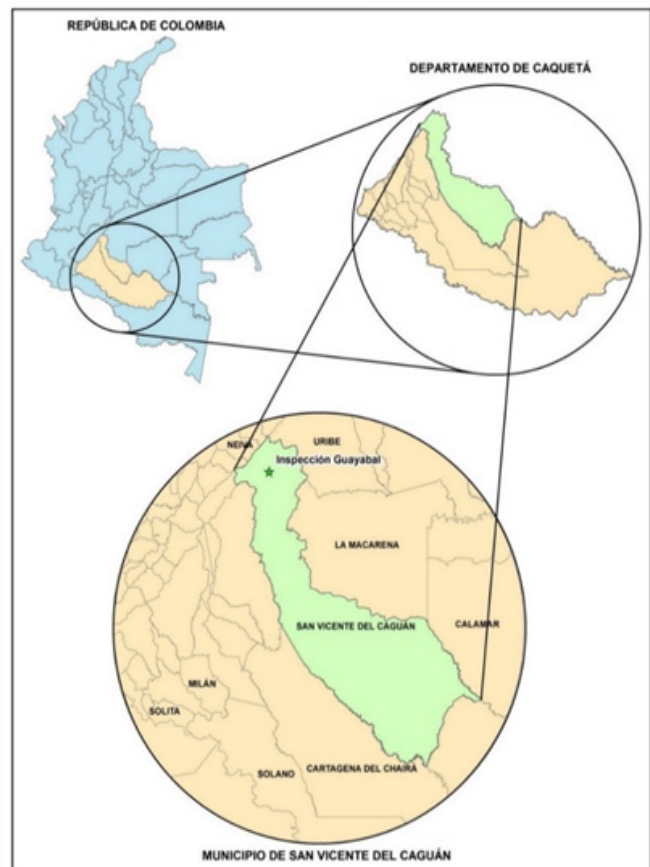 REPÚBLICA DE COLOMBIA
DEPARTAMENTO DE CAQUETÁ
NEIVA
URIBE
Inspección Guayabal
LA MACARENA
SAN VICENTE DEL CAGUÁN
CALAMAR
MILÁN
SOLITA
SOLANO
CARTAGENA DEL CHAIRÁ
MUNICIPIO DE SAN VICENTE DEL CAGUÁN